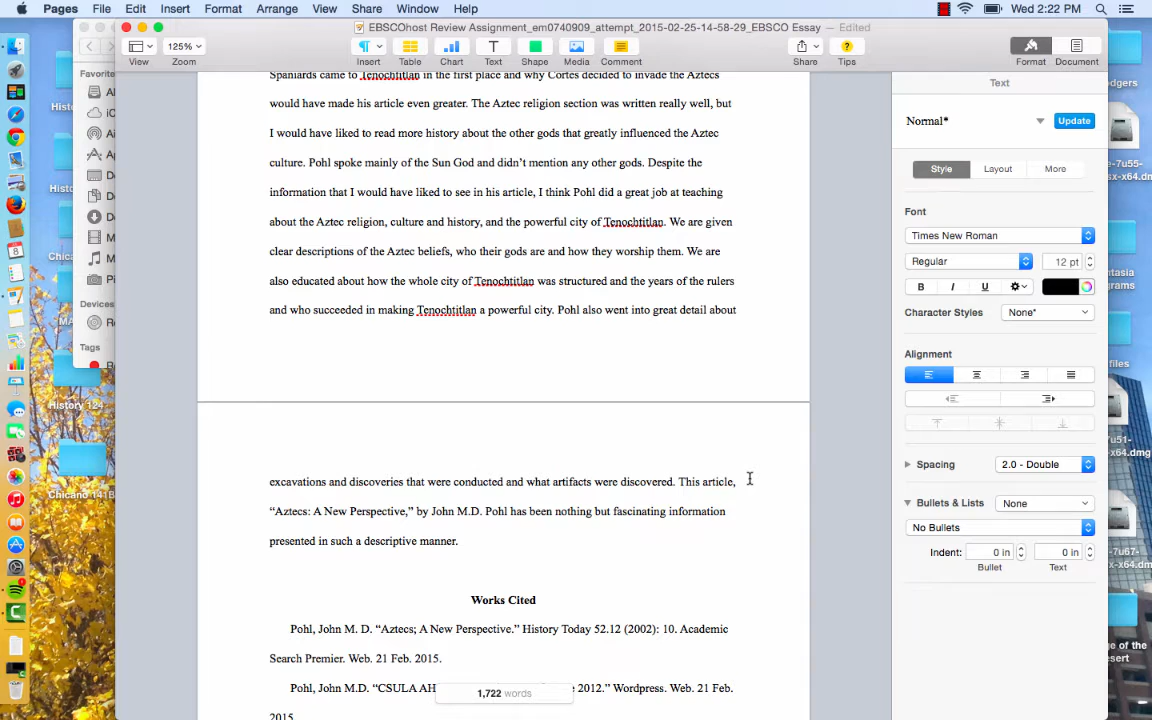 Pages File Edit Insert Format Arrange View Share Window Help Wed 2:22 PM
EBSCOhost Review Assignment_em0740909_attempt_2015-02-25-14-58-29_EBSCO Essay — Edited
125%
View Zoom Insert Table Chart Text Shape Media Comment Share Tips Format Document
Favorite
Devices
Tags
History 124
Chicano 141B
Spaniards came to Tenochtitlan in the first place and why Cortes decided to invade the Aztecs
would have made his article even greater. The Aztec religion section was written really well, but
I would have liked to read more history about the other gods that greatly influenced the Aztec
culture. Pohl spoke mainly of the Sun God and didn't mention any other gods. Despite the
information that I would have liked to see in his article, I think Pohl did a great job at teaching
about the Aztec religion, culture and history, and the powerful city of Tenochtitlan. We are given
clear descriptions of the Aztec beliefs, who their gods are and how they worship them. We are
also educated about how the whole city of Tenochtitlan was structured and the years of the rulers
and who succeeded in making Tenochtitlan a powerful city. Pohl also went into great detail about
excavations and discoveries that were conducted and what artifacts were discovered. This article,
“Aztecs: A New Perspective,” by John M.D. Pohl has been nothing but fascinating information
presented in such a descriptive manner.
Works Cited
Pohl, John M. D. “Aztecs; A New Perspective.” History Today 52.12 (2002): 10. Academic
Search Premier. Web. 21 Feb. 2015.
Pohl, John M.D. “CSULA AH 2012.” Wordpress. Web. 21 Feb.
2015.
1,722 words
Text
Normal* Update
Style Layout More
Font
Times New Roman
Regular 12 pt
B I U
Character Styles None*
Alignment
Spacing 2.0 - Double
Bullets & Lists None
No Bullets
Indent: 0 in 0 in
Bullet Text